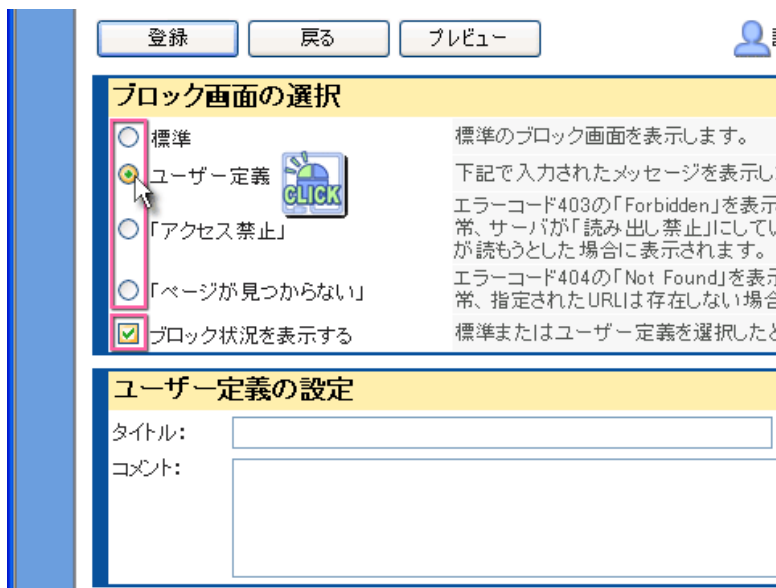 登録 戻る プレビュー
ブロック画面の選択
標準 標準のブロック画面を表示します。
ユーザー定義 CLICK 下記で入力されたメッセージを表示し
「アクセス禁止」 エラーコード403の「Forbidden」を表示
常、サーバが「読み出し禁止」にしてい
が読もうとした場合に表示されます。
「ページが見つからない」 エラーコード404の「Not Found」を表示
常、指定されたURLは存在しない場合
ブロック状況を表示する 標準またはユーザー定義を選択したと
ユーザー定義の設定
タイトル:
コメント: